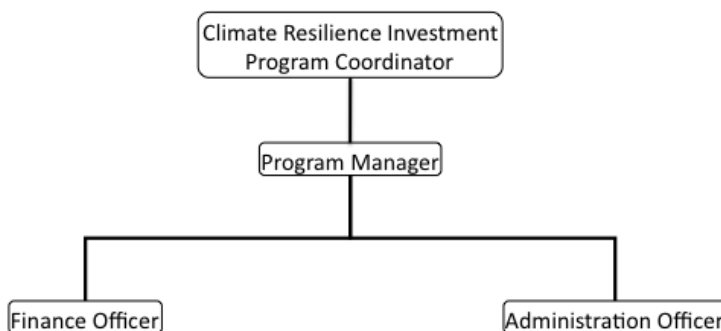 Climate Resilience Investment
Program Coordinator
Program Manager
Finance Officer
Administration Officer